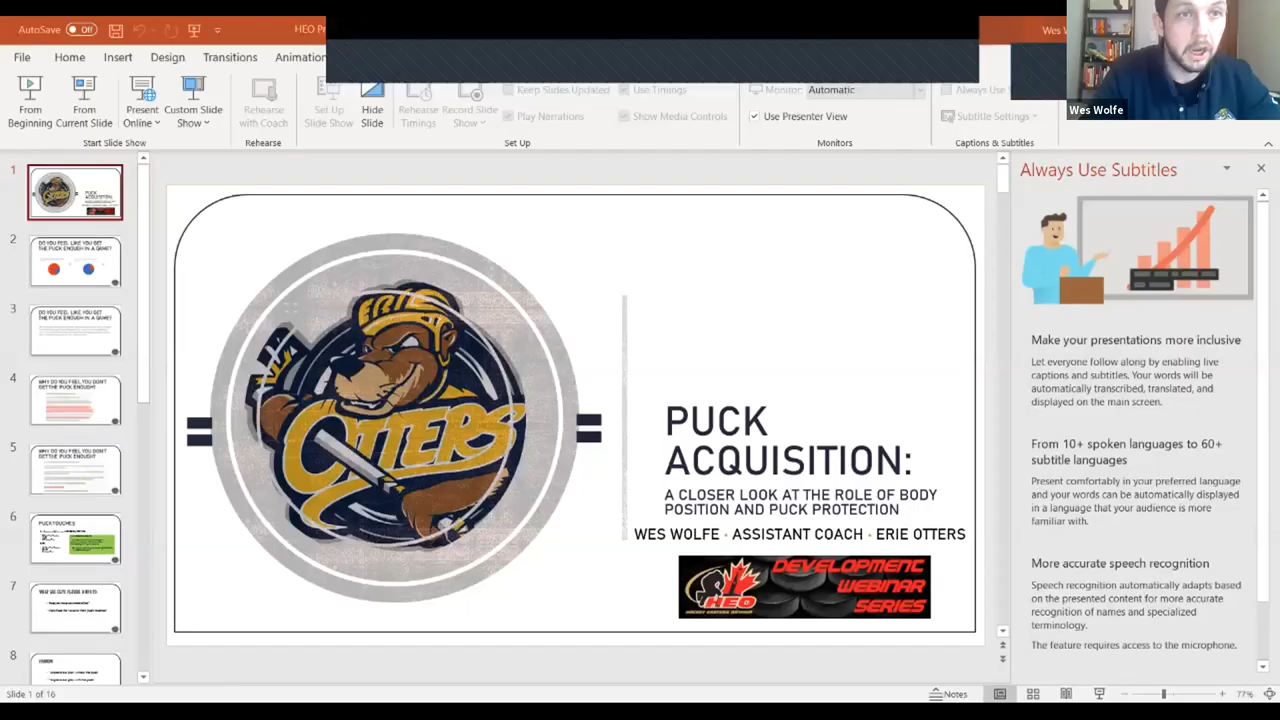 AutoSave Off
HEO Pr
Wes W
File Home Insert Design Transitions Animation
From Beginning
From Current Slide
Present Online
Custom Slide Show
Start Slide Show
Rehearse with Coach
Rehearse
Set Up Slide Show
Hide Slide
Rehearse Timings
Record Slide Show
Keep Slides Updated
Play Narrations
Use Timings
Show Media Controls
Set Up
Monitor: Automatic
Use Presenter View
Monitors
Always Use
Subtitle Settings
Captions & Subtitles
Wes Wolfe
1
PUCK
ACQUISITION:
2
DO YOU FEEL LIKE YOU GET
THE PUCK ENOUGH IN A GAME?
3
DO YOU FEEL LIKE YOU GET
THE PUCK ENOUGH IN A GAME?
4
WHY DO YOU FEEL YOU DON'T
GET THE PUCK ENOUGH?
5
WHY DO YOU FEEL YOU DON'T
GET THE PUCK ENOUGH?
6
PUCK TOUCHES
7
8
ERIE
OTTERS
PUCK
ACQUISITION:
A CLOSER LOOK AT THE ROLE OF BODY
POSITION AND PUCK PROTECTION
WES WOLFE • ASSISTANT COACH • ERIE OTTERS
HEO
DEVELOPMENT
WEBINAR
SERIES
Always Use Subtitles
Make your presentations more inclusive
Let everyone follow along by enabling live
captions and subtitles. Your words will be
automatically transcribed, translated, and
displayed on the main screen.
From 10+ spoken languages to 60+
subtitle languages
Present comfortably in your preferred language
and your words can be automatically displayed
in a language that your audience is more
familiar with.
More accurate speech recognition
Speech recognition automatically adapts based
on the presented content for more accurate
recognition of names and specialized
terminology.
The feature requires access to the microphone.
Slide 1 of 16
Notes
77%